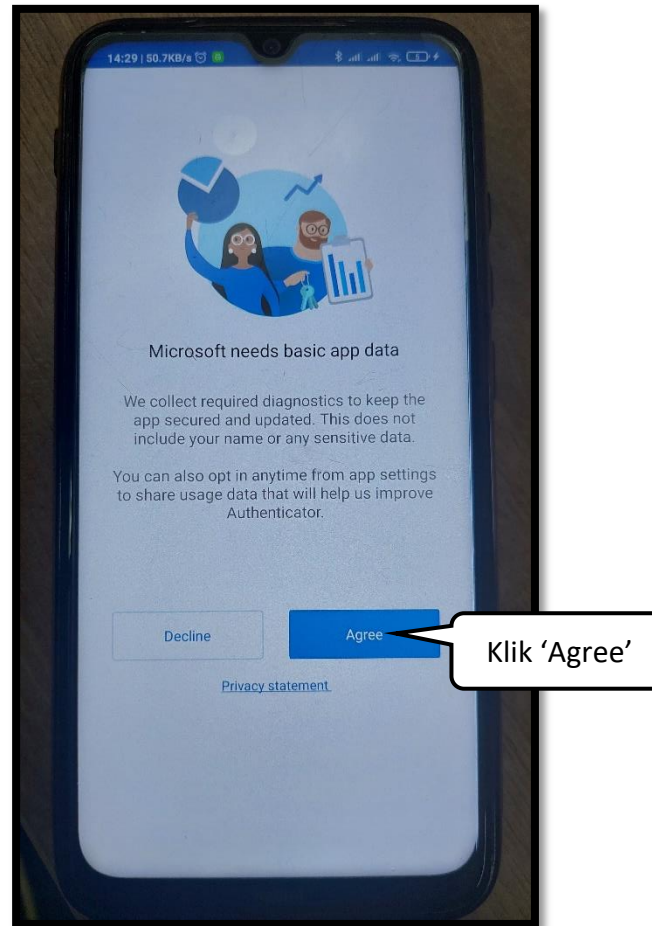 14:29 | 50.7KB/s
Microsoft needs basic app data
We collect required diagnostics to keep the
app secured and updated. This does not
include your name or any sensitive data.
You can also opt in anytime from app settings
to share usage data that will help us improve
Authenticator.
Decline
Agree
Klik ‘Agree’
Privacy statement